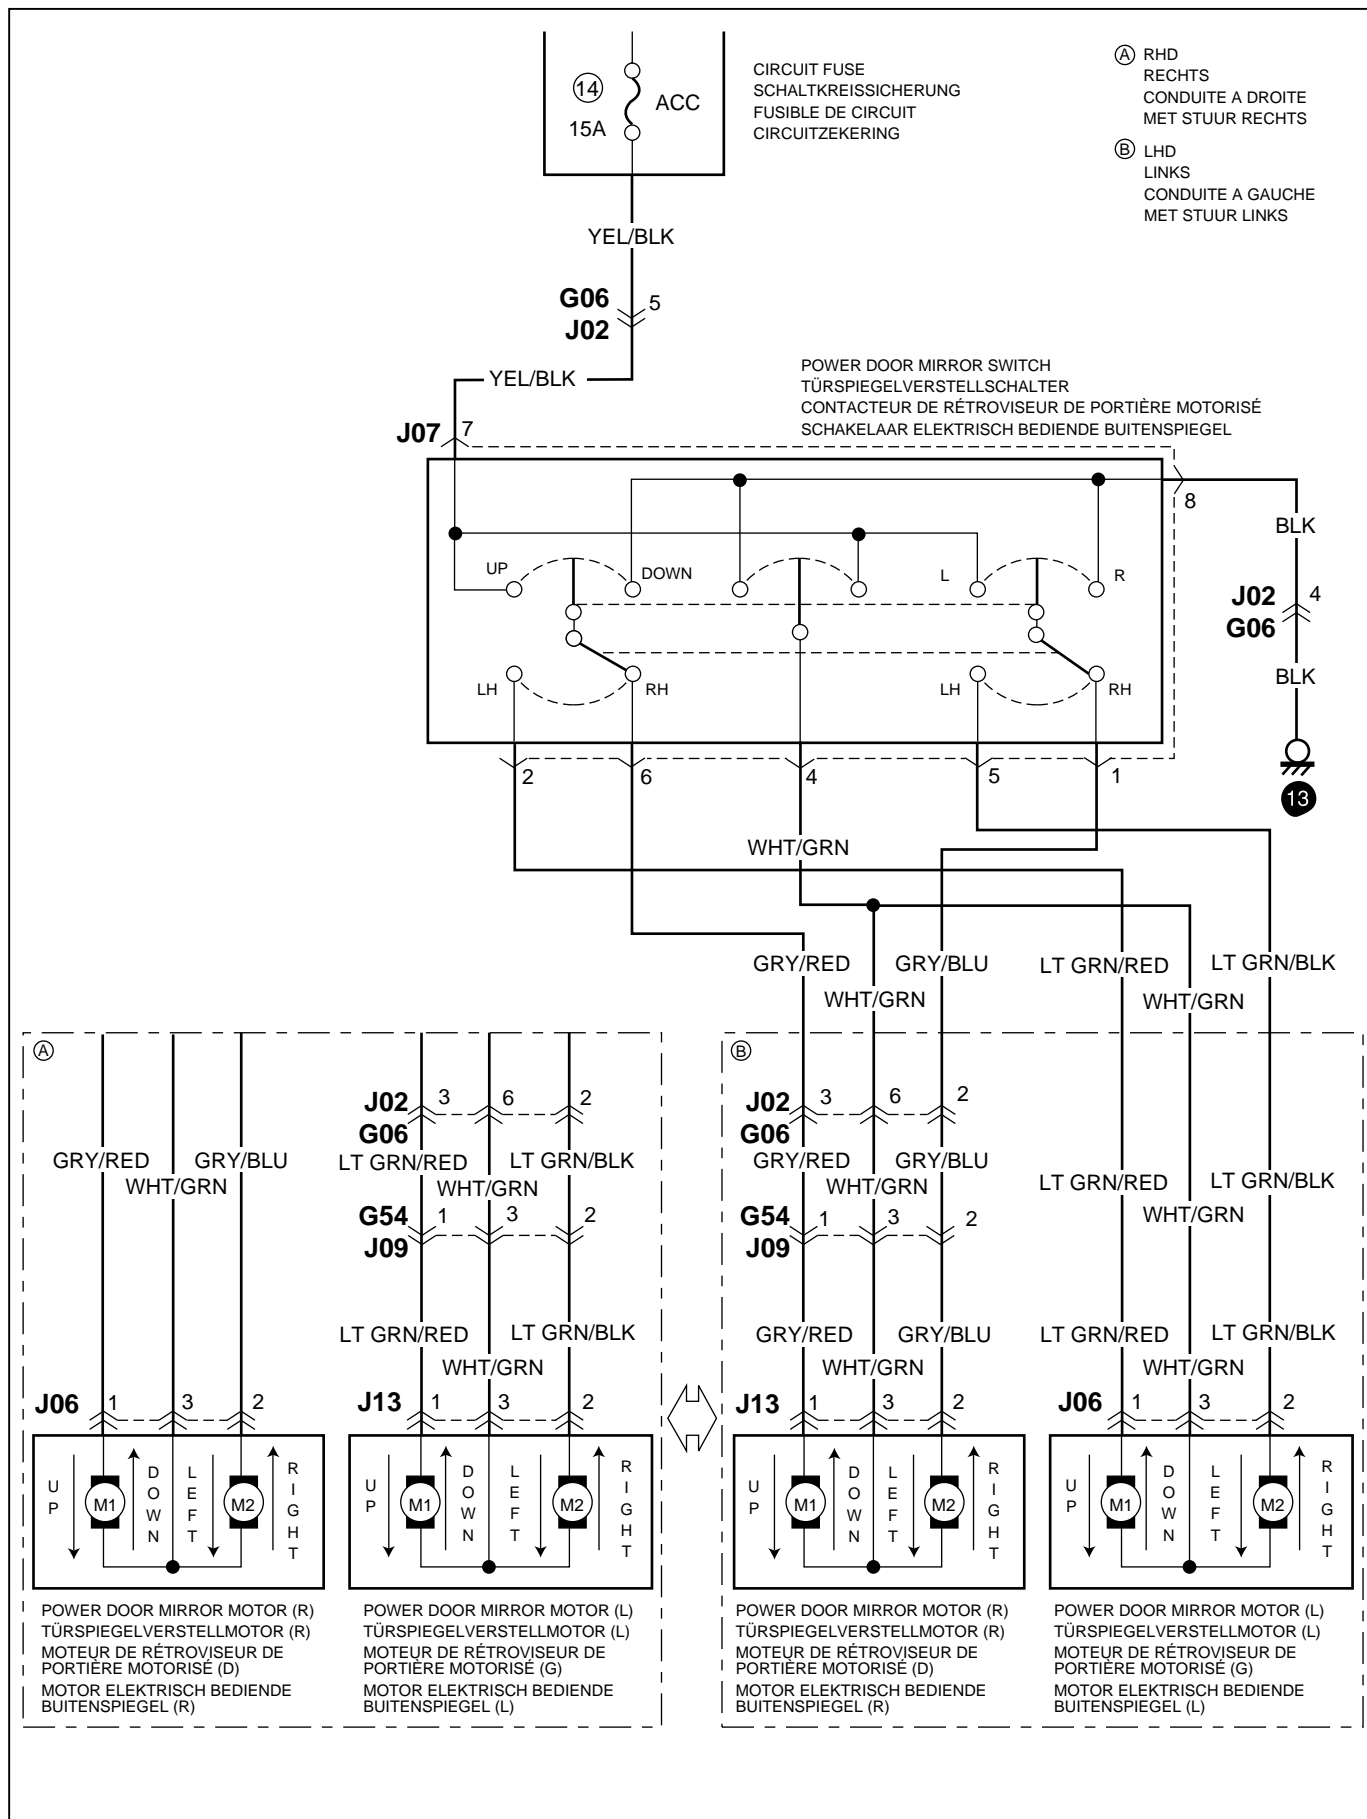 CIRCUIT FUSE
SCHALTKREISSICHERUNG
FUSIBLE DE CIRCUIT
CIRCUITZEKERING
14
15A
ACC
A RHD
RECHTS
CONDUITE A DROITE
MET STUUR RECHTS
B LHD
LINKS
CONDUITE A GAUCHE
MET STUUR LINKS
YEL/BLK
G06 5
J02
YEL/BLK
POWER DOOR MIRROR SWITCH
TÜRSPIEGELVERSTELLSCHALTER
CONTACTEUR DE RÉTROVISEUR DE PORTIÈRE MOTORISÉ
SCHAKELAAR ELEKTRISCH BEDIENDE BUITENSPIEGEL
J07 7
8
BLK
UP DOWN L R
J02 4
G06
LH RH LH RH
BLK
2 6 4 5 1
13
WHT/GRN
GRY/RED GRY/BLU LT GRN/RED LT GRN/BLK
WHT/GRN WHT/GRN
A
J02 3 6 2
G06
GRY/RED GRY/BLU LT GRN/RED LT GRN/BLK
WHT/GRN WHT/GRN
G54 1 3 2
J09
LT GRN/RED LT GRN/BLK
WHT/GRN
J06 1 3 2
J13 1 3 2
UP M1 DOWN LEFT M2 RIGHT
UP M1 DOWN LEFT M2 RIGHT
POWER DOOR MIRROR MOTOR (R)
TÜRSPIEGELVERSTELLMOTOR (R)
MOTEUR DE RÉTROVISEUR DE
PORTIÈRE MOTORISÉ (D)
MOTOR ELEKTRISCH BEDIENDE
BUITENSPIEGEL (R)
POWER DOOR MIRROR MOTOR (L)
TÜRSPIEGELVERSTELLMOTOR (L)
MOTEUR DE RÉTROVISEUR DE
PORTIÈRE MOTORISÉ (G)
MOTOR ELEKTRISCH BEDIENDE
BUITENSPIEGEL (L)
B
J02 3 6 2
G06
GRY/RED GRY/BLU LT GRN/RED LT GRN/BLK
WHT/GRN WHT/GRN
G54 1 3 2
J09
GRY/RED GRY/BLU LT GRN/RED LT GRN/BLK
WHT/GRN WHT/GRN
J13 1 3 2
J06 1 3 2
UP M1 DOWN LEFT M2 RIGHT
UP M1 DOWN LEFT M2 RIGHT
POWER DOOR MIRROR MOTOR (R)
TÜRSPIEGELVERSTELLMOTOR (R)
MOTEUR DE RÉTROVISEUR DE
PORTIÈRE MOTORISÉ (D)
MOTOR ELEKTRISCH BEDIENDE
BUITENSPIEGEL (R)
POWER DOOR MIRROR MOTOR (L)
TÜRSPIEGELVERSTELLMOTOR (L)
MOTEUR DE RÉTROVISEUR DE
PORTIÈRE MOTORISÉ (G)
MOTOR ELEKTRISCH BEDIENDE
BUITENSPIEGEL (L)